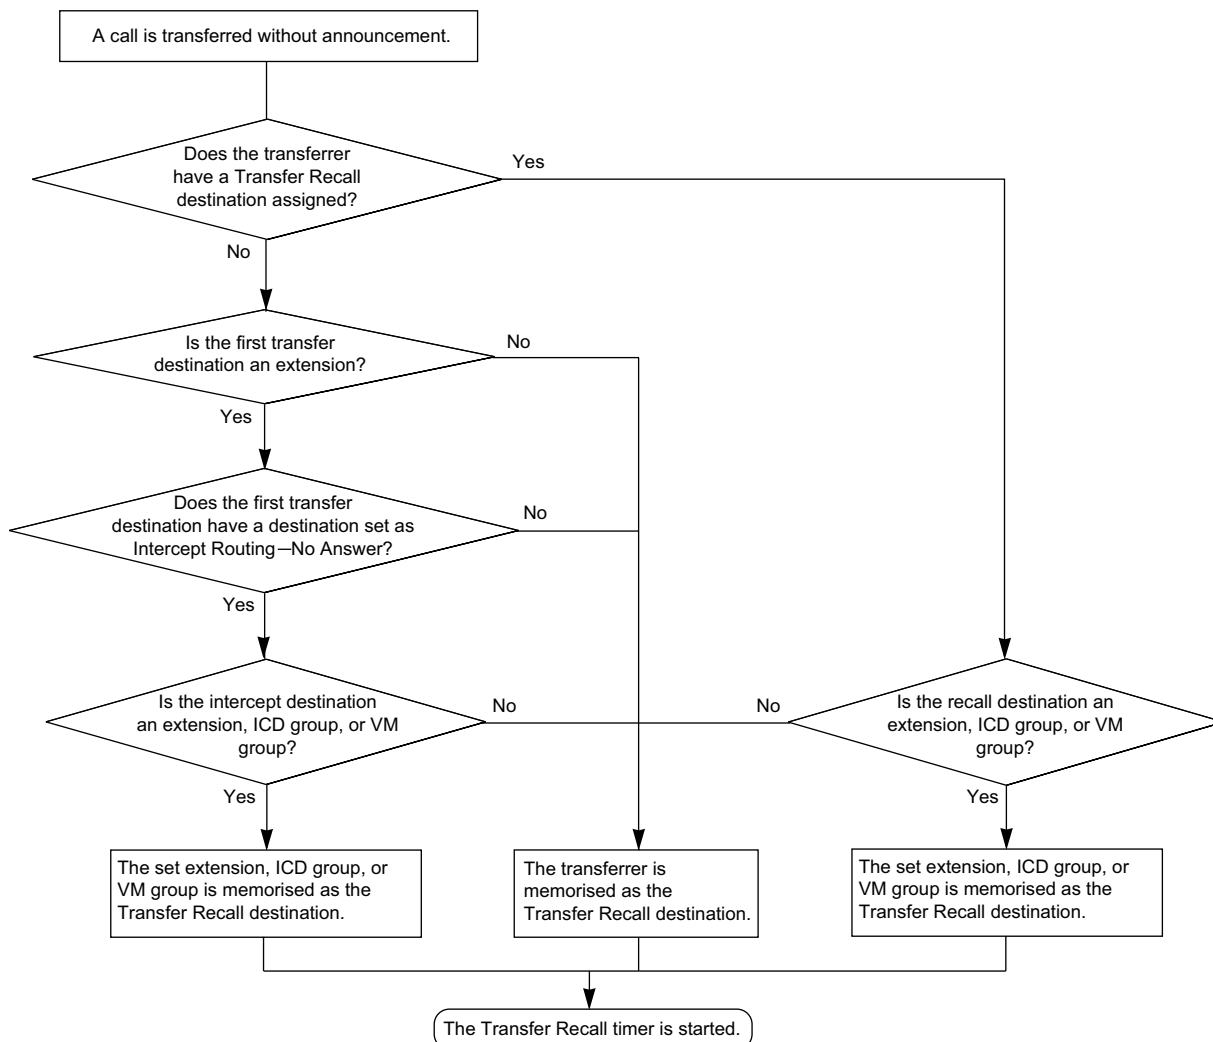 A call is transferred without announcement.
Does the transferrer
have a Transfer Recall
destination assigned?
Yes
No
Is the first transfer
destination an extension?
No
Yes
Does the first transfer
destination have a destination set as
Intercept Routing—No Answer?
No
Yes
Is the intercept destination
an extension, ICD group, or VM
group?
No
Yes
No
Is the recall destination an
extension, ICD group, or VM
group?
Yes
The set extension, ICD group, or
VM group is memorised as the
Transfer Recall destination.
The transferrer is
memorised as the
Transfer Recall destination.
The set extension, ICD group, or
VM group is memorised as the
Transfer Recall destination.
The Transfer Recall timer is started.